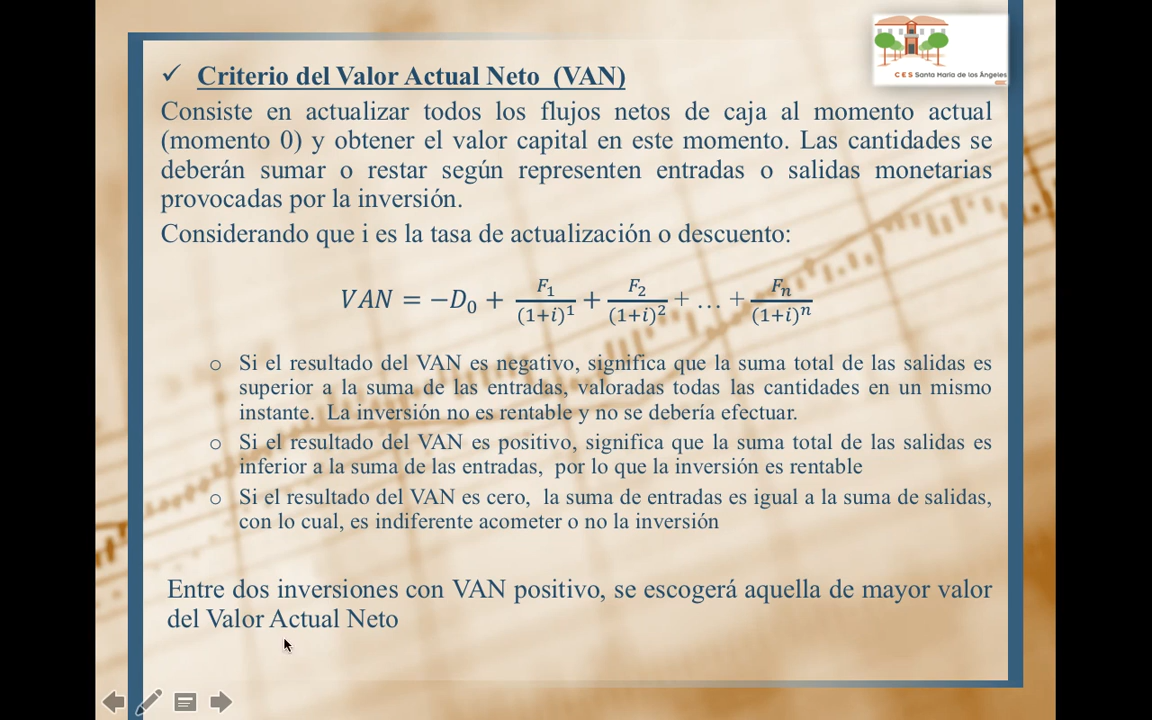 CES Santa María de los Ángeles
✓ Criterio del Valor Actual Neto (VAN)
Consiste en actualizar todos los flujos netos de caja al momento actual
(momento 0) y obtener el valor capital en este momento. Las cantidades se
deberán sumar o restar según representen entradas o salidas monetarias
provocadas por la inversión.
Considerando que i es la tasa de actualización o descuento:
VAN = −D₀ + F₁/(1+i)¹ + F₂/(1+i)² + … + Fₙ/(1+i)ⁿ
o Si el resultado del VAN es negativo, significa que la suma total de las salidas es
superior a la suma de las entradas, valoradas todas las cantidades en un mismo
instante. La inversión no es rentable y no se debería efectuar.
o Si el resultado del VAN es positivo, significa que la suma total de las salidas es
inferior a la suma de las entradas, por lo que la inversión es rentable
o Si el resultado del VAN es cero, la suma de entradas es igual a la suma de salidas,
con lo cual, es indiferente acometer o no la inversión
Entre dos inversiones con VAN positivo, se escogerá aquella de mayor valor
del Valor Actual Neto